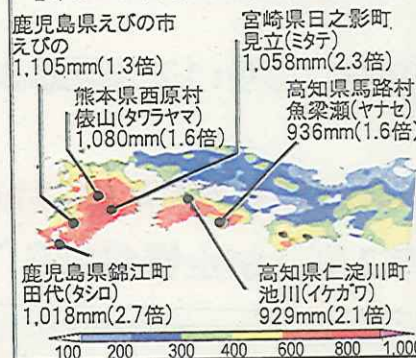 鹿児島県えびの市
えびの
1,105mm(1.3倍)
宮崎県日之影町
見立(ミタテ)
1,058mm(2.3倍)
熊本県西原村
俵山(タワラヤマ)
1,080mm(1.6倍)
高知県馬路村
魚梁瀬(ヤナセ)
936mm(1.6倍)
鹿児島県錦江町
田代(タシロ)
1,018mm(2.7倍)
高知県仁淀川町
池川(イケガワ)
929mm(2.1倍)
100 200 300 400 600 800 900 1,000